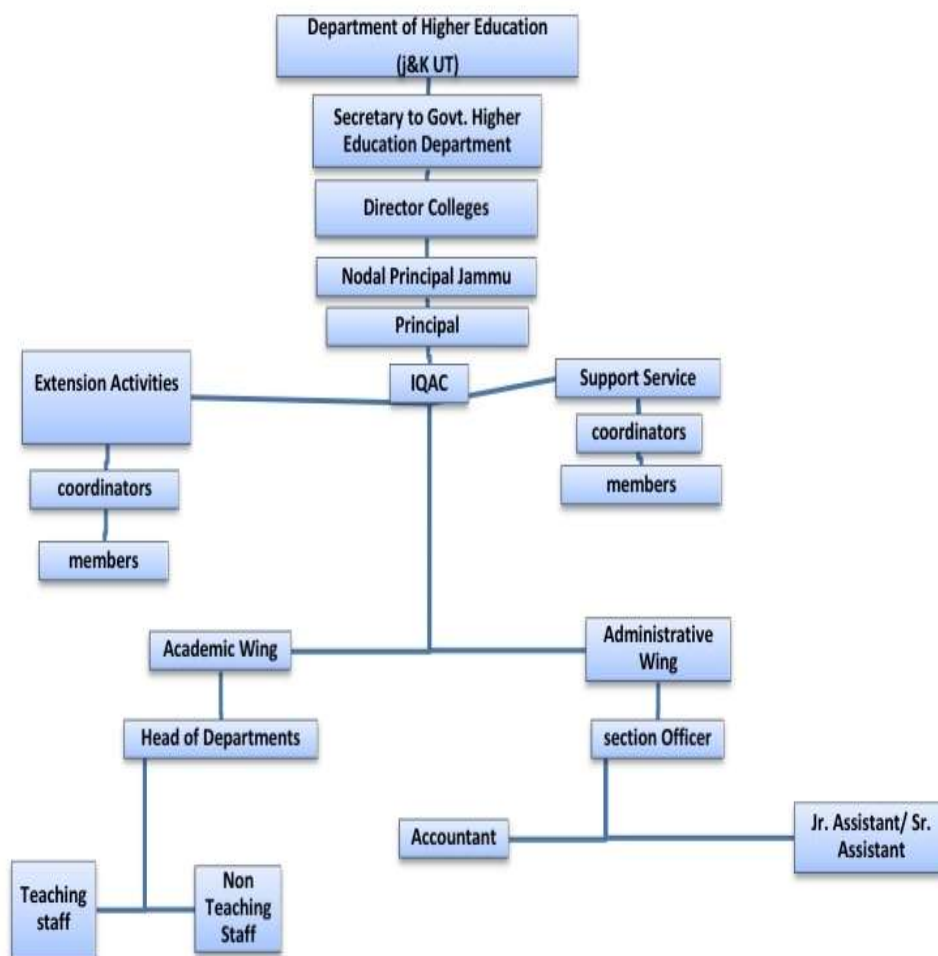 Department of Higher Education
(j&K UT)
Secretary to Govt. Higher
Education Department
Director Colleges
Nodal Principal Jammu
Principal
IQAC
Extension Activities
Support Service
coordinators
members
coordinators
members
Academic Wing
Administrative
Wing
Head of Departments
section Officer
Accountant
Jr. Assistant/ Sr.
Assistant
Teaching
staff
Non
Teaching
Staff